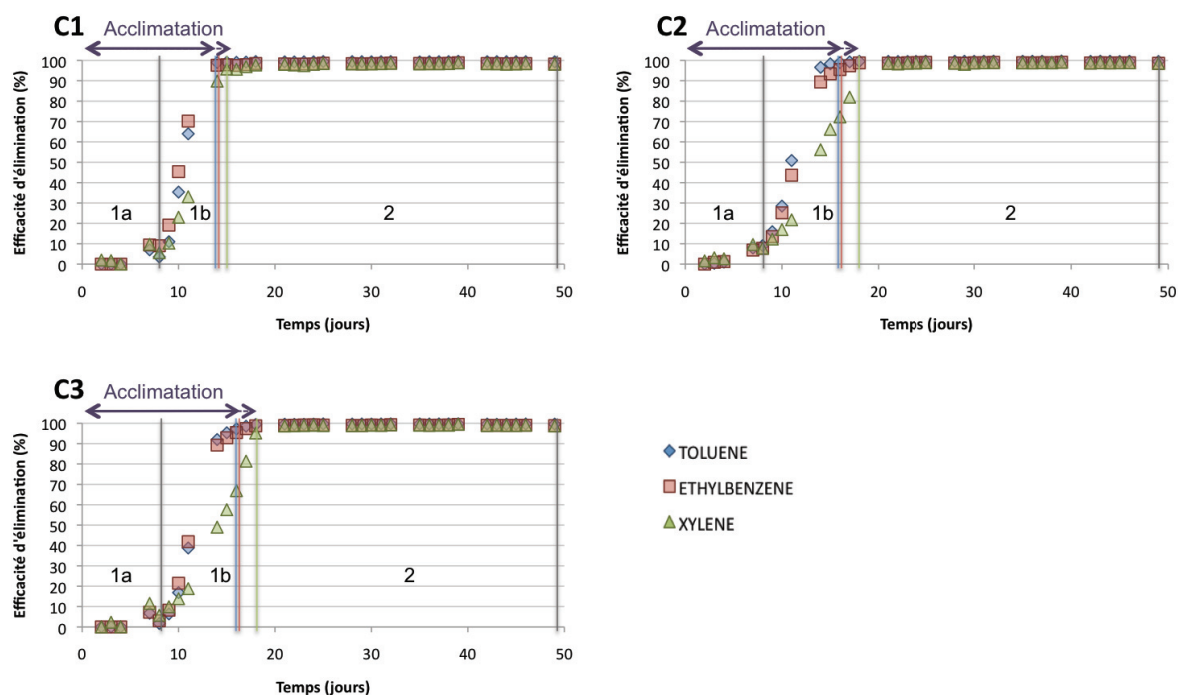 C1
Acclimatation
Efficacité d'élimination (%)
100
90
80
70
60
50
40
30
20
10
0
1a
1b
2
0 10 20 30 40 50
Temps (jours)
C2
Acclimatation
Efficacité d'élimination (%)
100
90
80
70
60
50
40
30
20
10
0
1a
1b
2
0 10 20 30 40 50
Temps (jours)
C3
Acclimatation
Efficacité d'élimination (%)
100
90
80
70
60
50
40
30
20
10
0
1a
1b
2
0 10 20 30 40 50
Temps (jours)
TOLUENE
ETHYLBENZENE
XYLENE